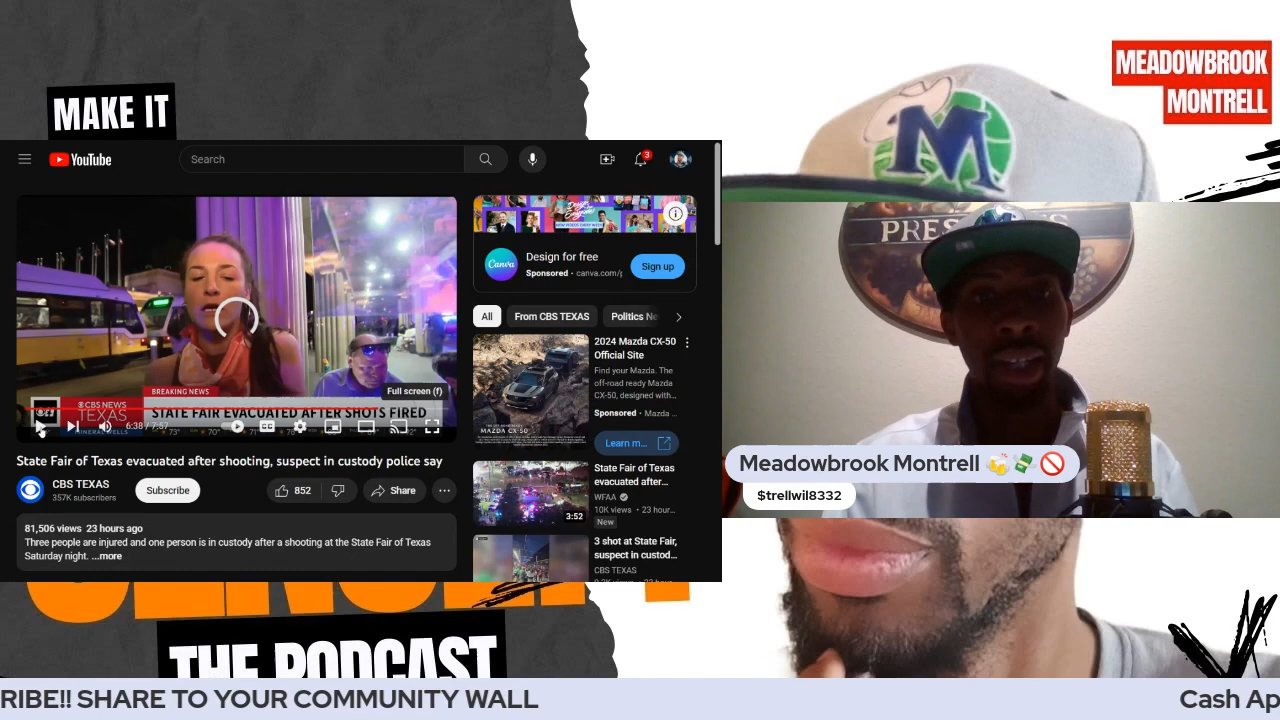 MAKE IT
MEADOWBROOK
MONTRELL
YouTube
Search
3
M
PRES
Canva
Design for free
Sponsored · canva.com/p
Sign up
All
From CBS TEXAS
Politics Ne
2024 Mazda CX-50
Official Site
Find your Mazda. The
off-road ready Mazda
CX-50, designed with...
Sponsored · Mazda ...
Learn m...
BREAKING NEWS
CBS NEWS
TEXAS
STATE FAIR EVACUATED AFTER SHOTS FIRED
Full screen (f)
6:38 / 7:57
CC
State Fair of Texas evacuated after shooting, suspect in custody police say
CBS TEXAS
357K subscribers
Subscribe
852
Share
81,506 views 23 hours ago
Three people are injured and one person is in custody after a shooting at the State Fair of Texas
Saturday night. ...more
State Fair of Texas
evacuated after...
WFAA
10K views · 23 hour...
New
3:52
3 shot at State Fair,
suspect in custod...
CBS TEXAS
Meadowbrook Montrell 🍻💸🚫
$trellwil8332
THE PODCAST
RIBE!! SHARE TO YOUR COMMUNITY WALL
Cash Ap